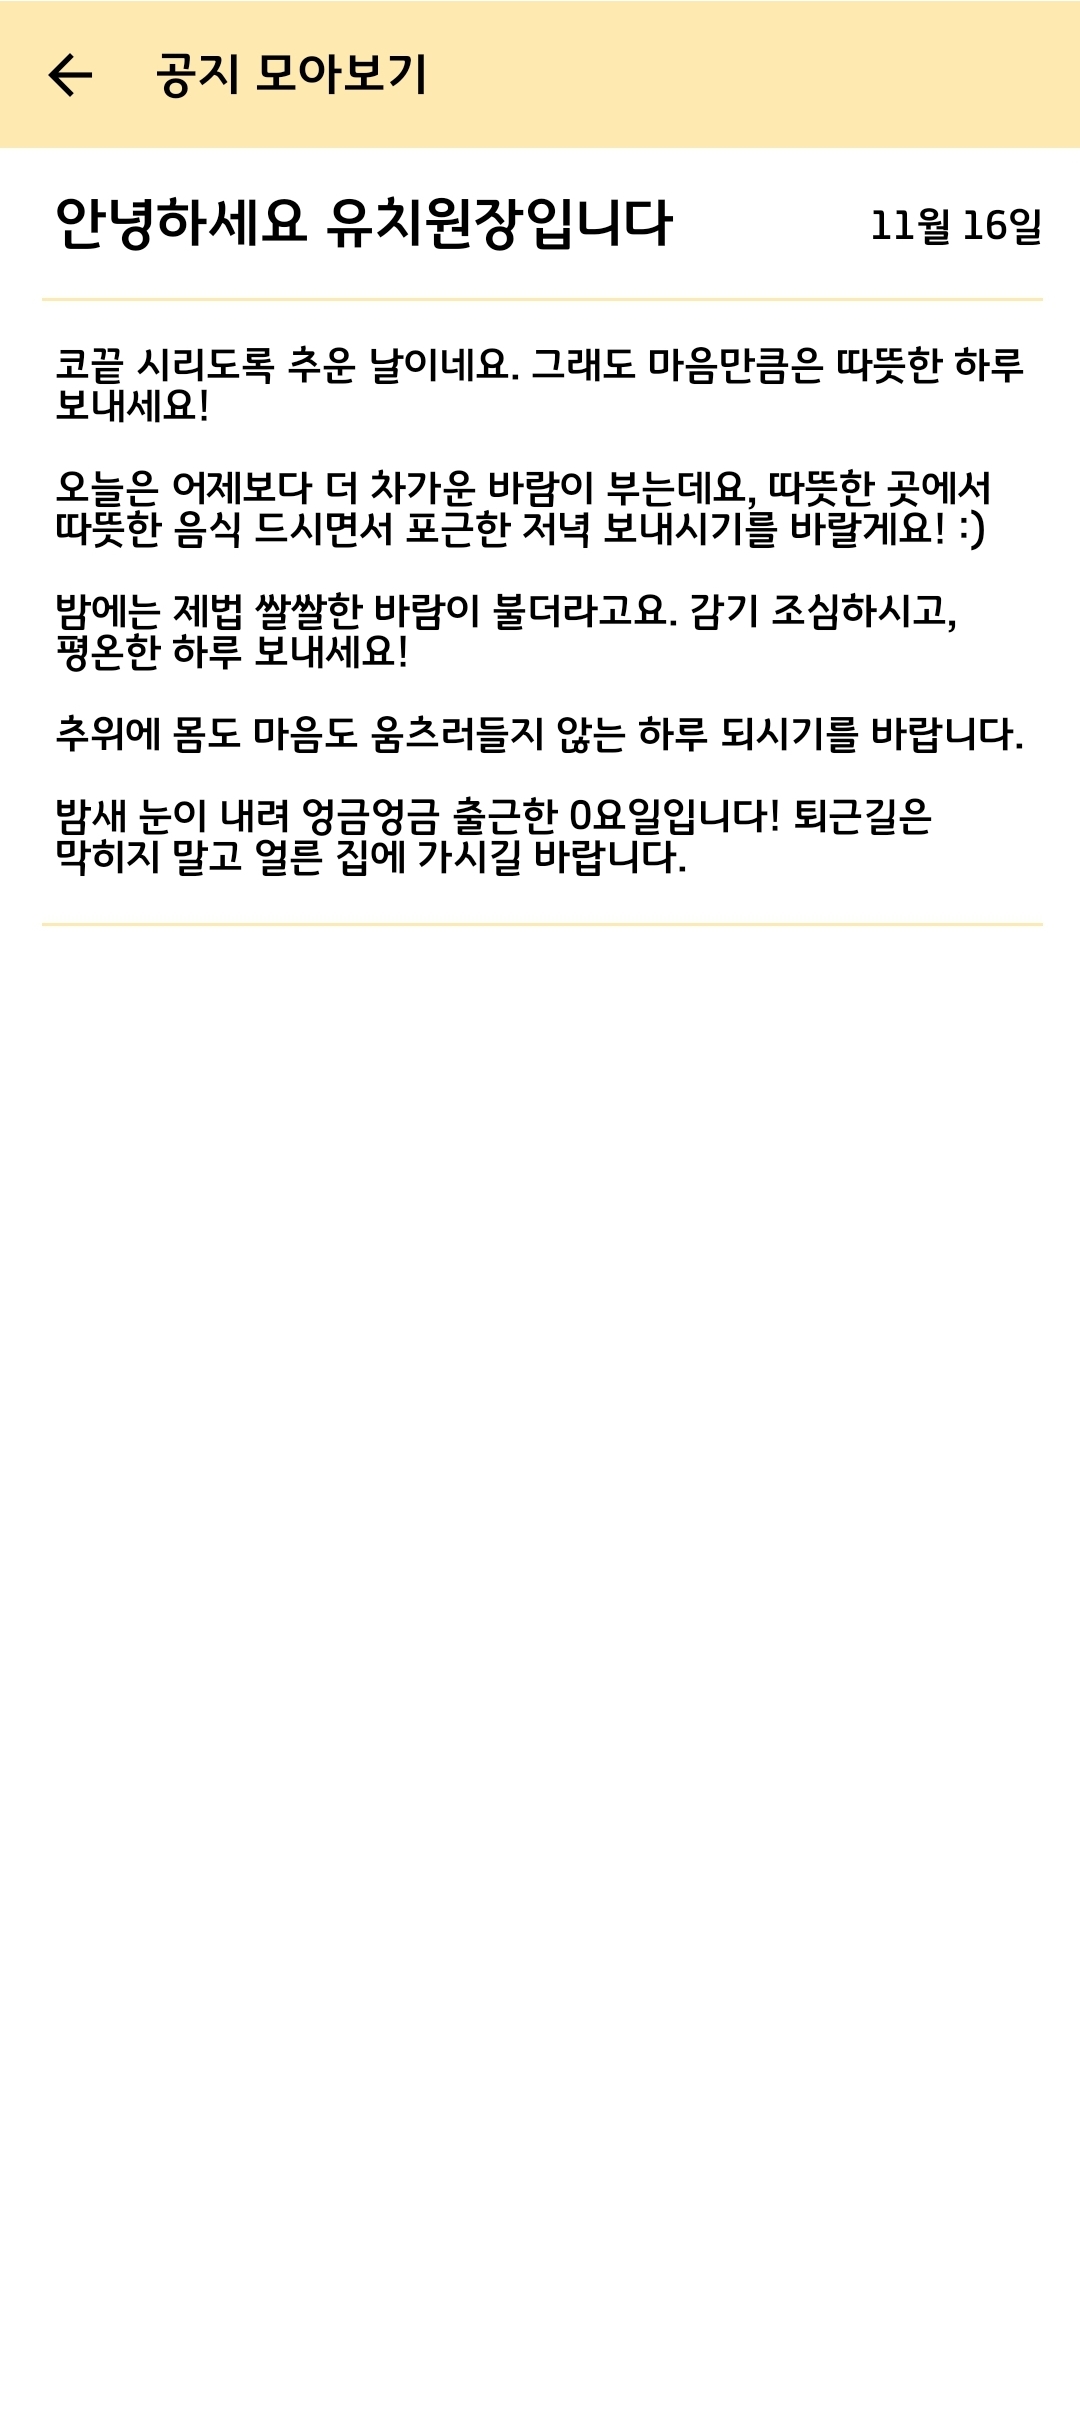 공지 모아보기
안녕하세요 유치원장입니다
11월 16일
코끝 시리도록 추운 날이네요. 그래도 마음만큼은 따뜻한 하루
보내세요!
오늘은 어제보다 더 차가운 바람이 부는데요, 따뜻한 곳에서
따뜻한 음식 드시면서 포근한 저녁 보내시기를 바랄게요! :)
밤에는 제법 쌀쌀한 바람이 불더라고요. 감기 조심하시고,
평온한 하루 보내세요!
추위에 몸도 마음도 움츠러들지 않는 하루 되시기를 바랍니다.
밤새 눈이 내려 엉금엉금 출근한 0요일입니다! 퇴근길은
막히지 말고 얼른 집에 가시길 바랍니다.